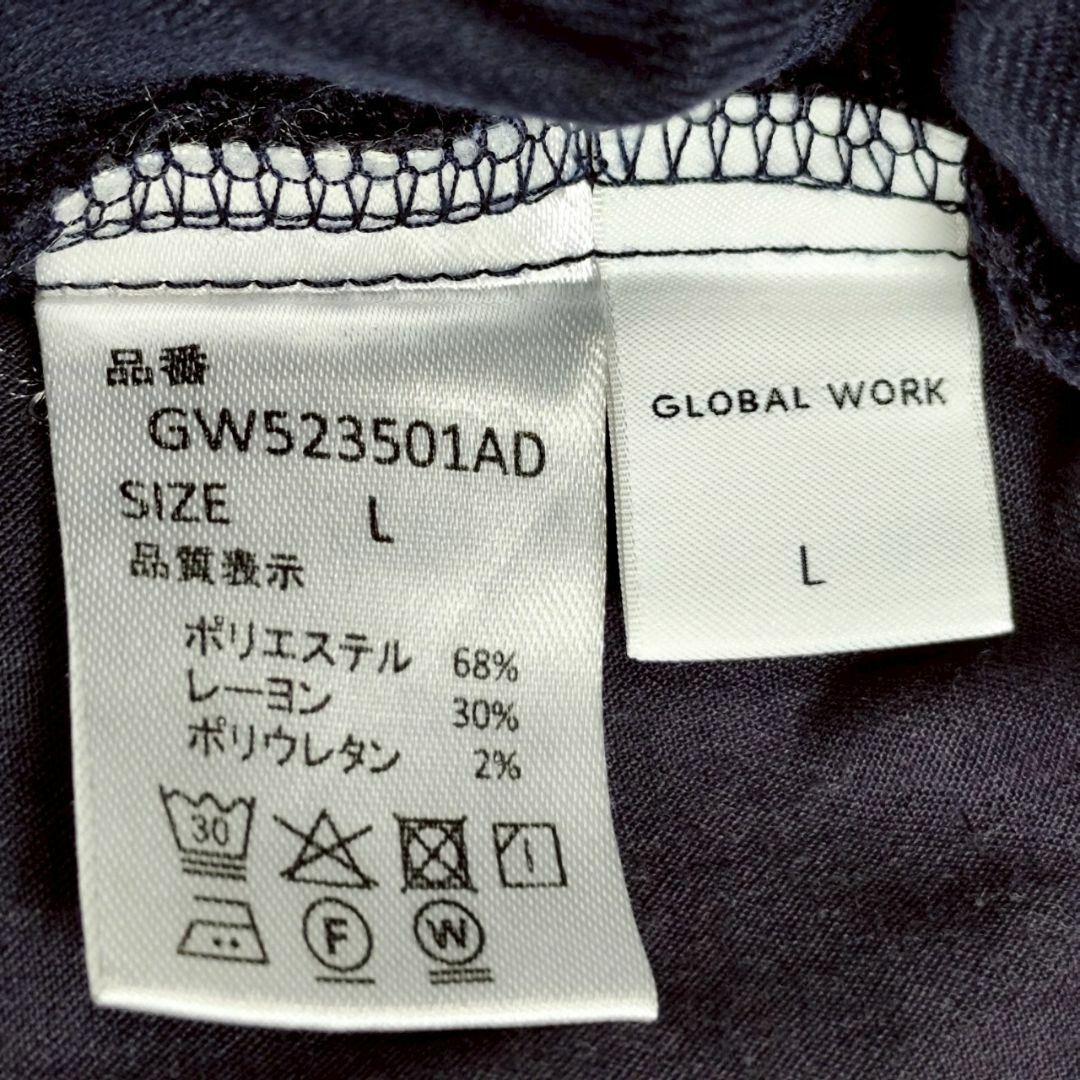 品番
GW523501AD
SIZE L
品質表示
ポリエステル 68%
レーヨン 30%
ポリウレタン 2%
30
F W
GLOBAL WORK
L